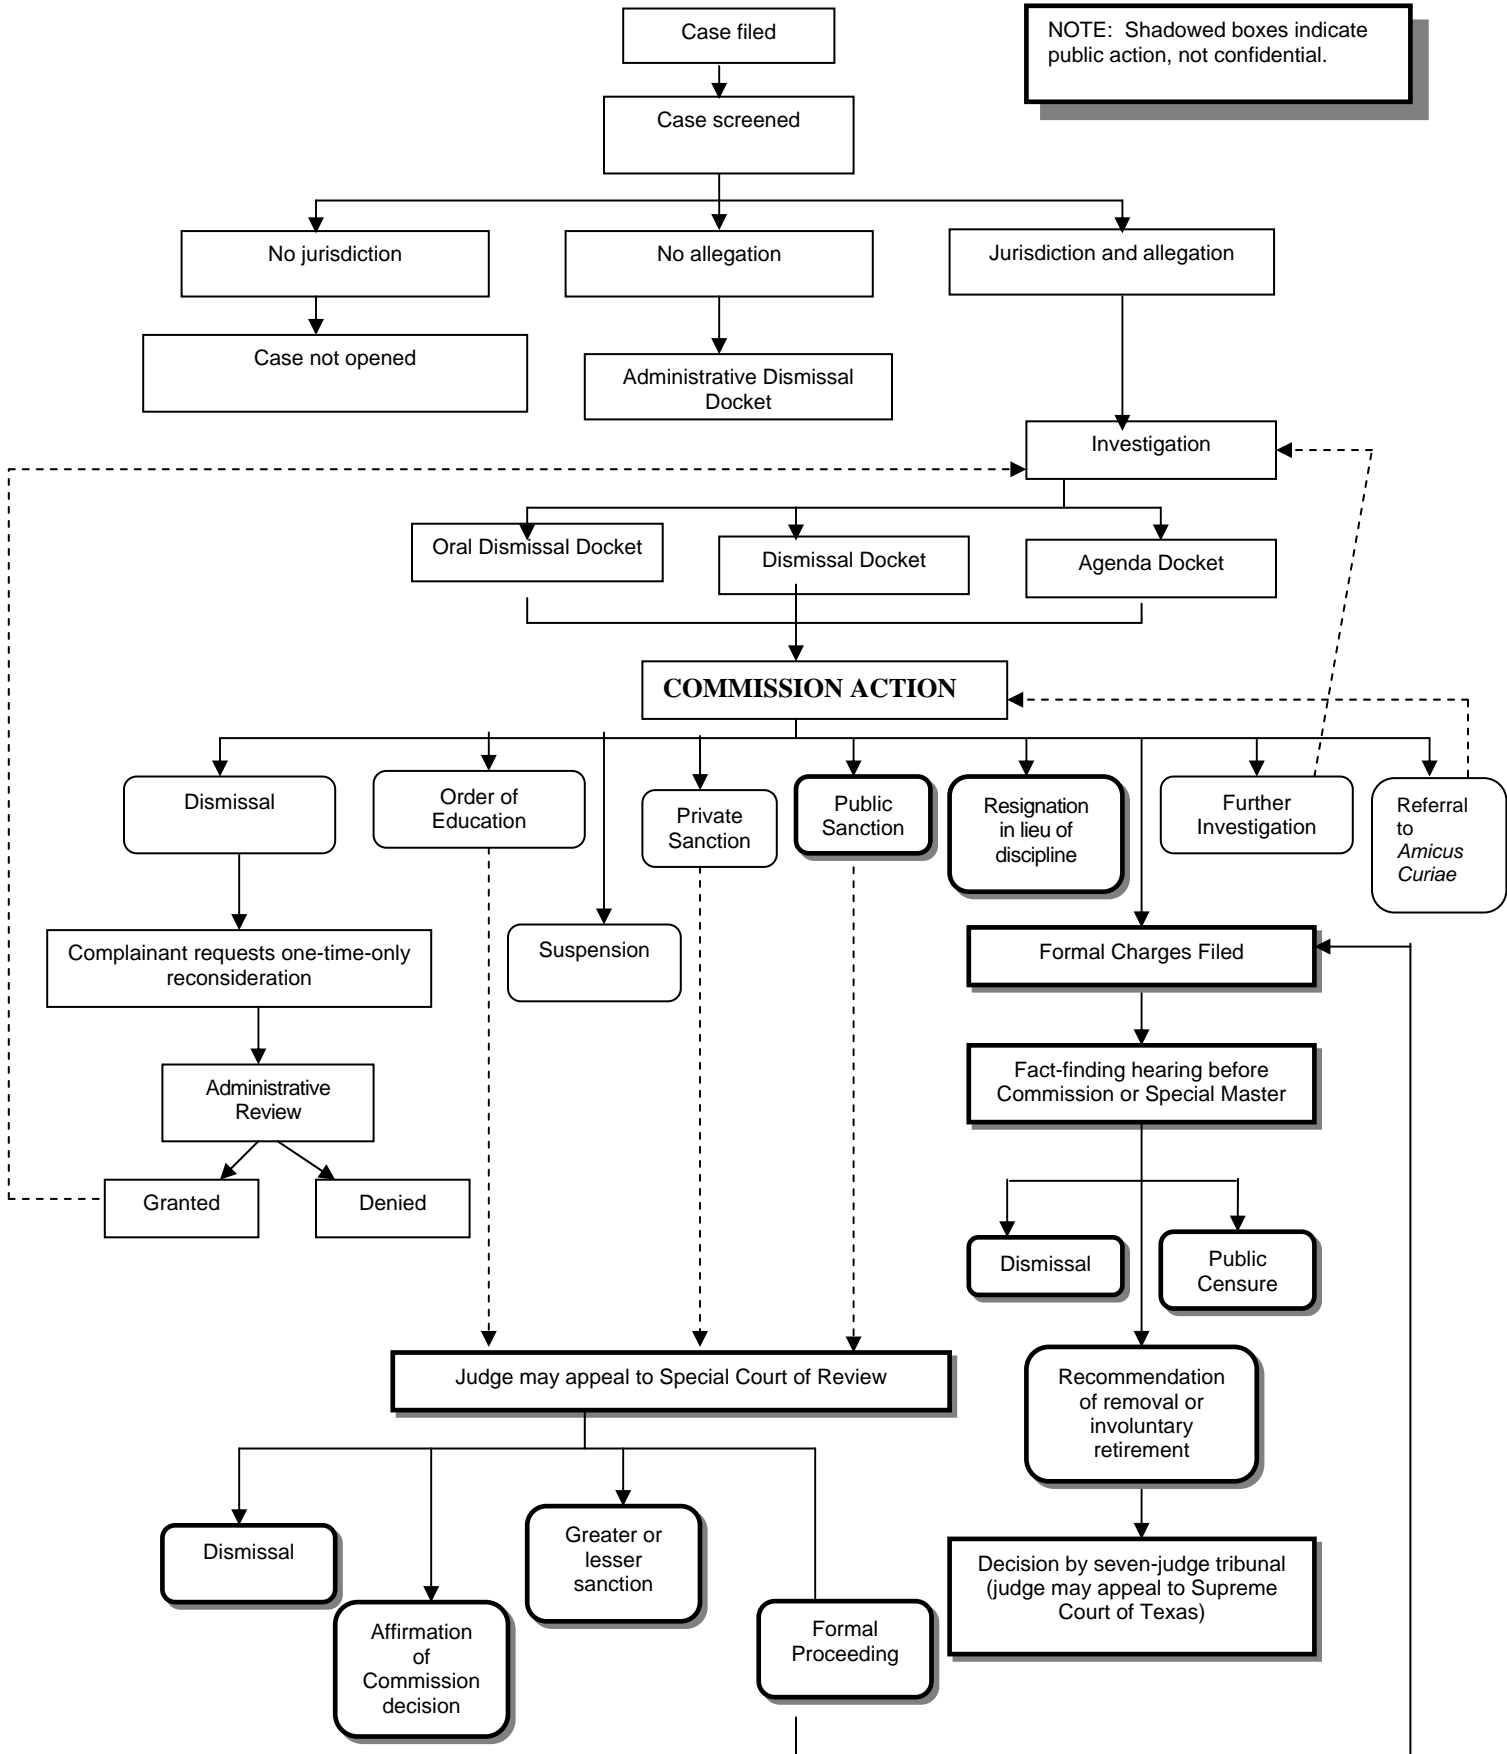 Case filed
NOTE: Shadowed boxes indicate
public action, not confidential.
Case screened
No jurisdiction
No allegation
Jurisdiction and allegation
Case not opened
Administrative Dismissal
Docket
Investigation
Oral Dismissal Docket
Dismissal Docket
Agenda Docket
COMMISSION ACTION
Dismissal
Order of
Education
Private
Sanction
Public
Sanction
Resignation
in lieu of
discipline
Further
Investigation
Referral
to
Amicus
Curiae
Suspension
Complainant requests one-time-only
reconsideration
Formal Charges Filed
Administrative
Review
Fact-finding hearing before
Commission or Special Master
Granted
Denied
Dismissal
Public
Censure
Judge may appeal to Special Court of Review
Recommendation
of removal or
involuntary
retirement
Dismissal
Affirmation
of
Commission
decision
Greater or
lesser
sanction
Formal
Proceeding
Decision by seven-judge tribunal
(judge may appeal to Supreme
Court of Texas)